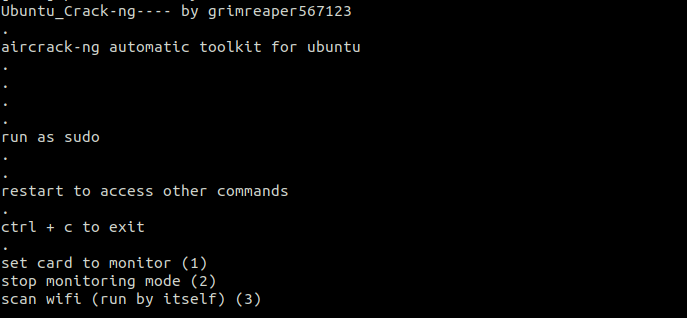 Ubuntu_Crack-ng---- by grimreaper567123
.
aircrack-ng automatic toolkit for ubuntu
.
.
.
.
run as sudo
.
.
restart to access other commands
.
ctrl + c to exit
.
set card to monitor (1)
stop monitoring mode (2)
scan wifi (run by itself) (3)